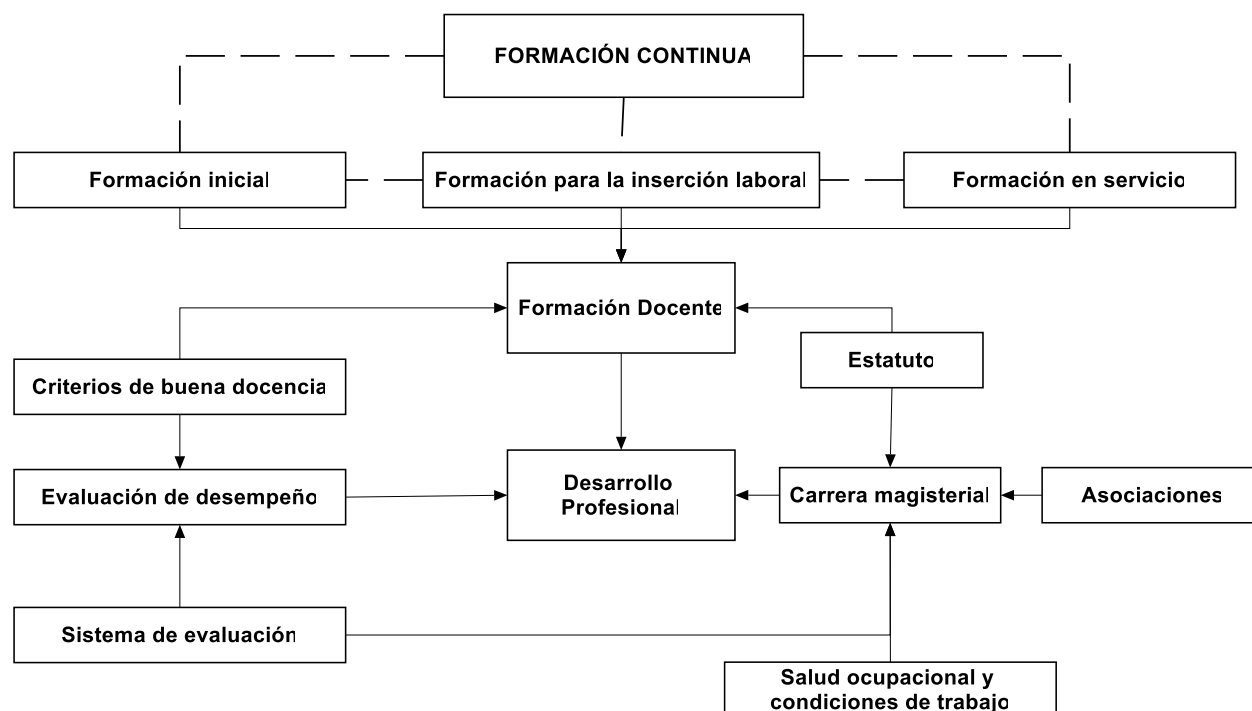 FORMACIÓN CONTINUA
Formación inicial
Formación para la inserción laboral
Formación en servicio
Formación Docente
Estatuto
Criterios de buena docencia
Evaluación de desempeño
Desarrollo
Profesional
Carrera magisterial
Asociaciones
Sistema de evaluación
Salud ocupacional y
condiciones de trabajo